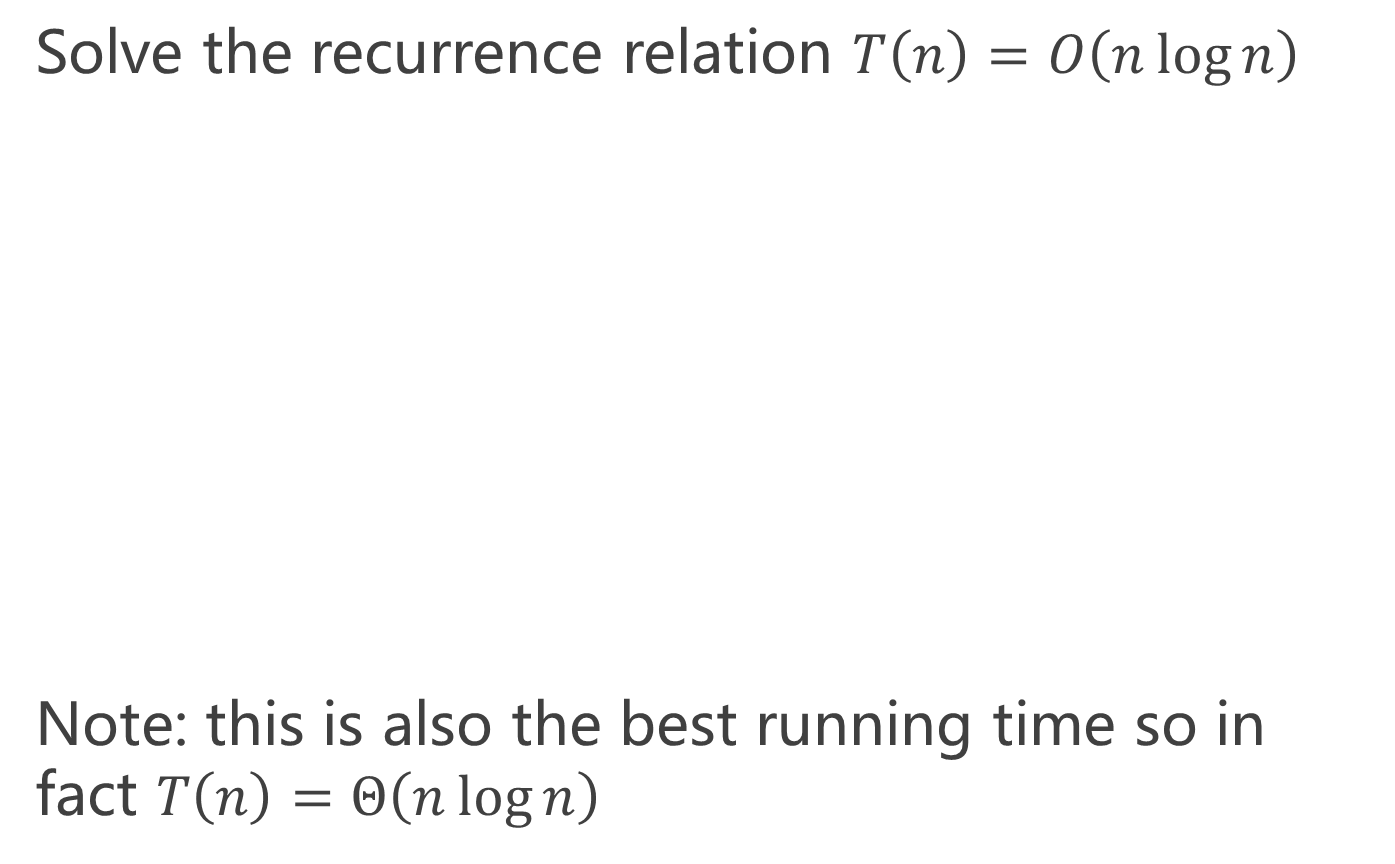 Solve the recurrence relation T(n) = O(n log n)
Note: this is also the best running time so in
fact T(n) = Θ(n log n)